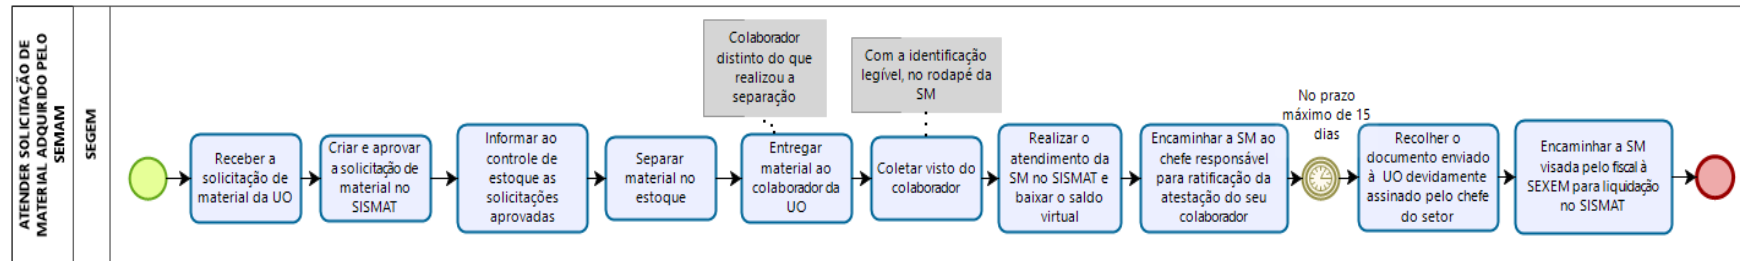 ATENDER SOLICITAÇÃO DE
MATERIAL ADQUIRIDO PELO
SEMAM
SEGEM
Receber a
solicitação de
material da UO
Criar e aprovar
a solicitação de
material no
SISMAT
Informar ao
controle de
estoque as
solicitações
aprovadas
Separar
material no
estoque
Colaborador
distinto do que
realizou a
separação
Entregar
material ao
colaborador da
UO
Com a identificação
legível, no rodapé da
SM
Coletar visto do
colaborador
Realizar o
atendimento da
SM no SISMAT e
baixar o saldo
virtual
Encaminhar a SM ao
chefe responsável
para ratificação da
atestação do seu
colaborador
No prazo
máximo de 15
dias
Recolher o
documento enviado
à UO devidamente
assinado pelo chefe
do setor
Encaminhar a SM
visada pelo fiscal à
SEXEM para liquidação
no SISMAT